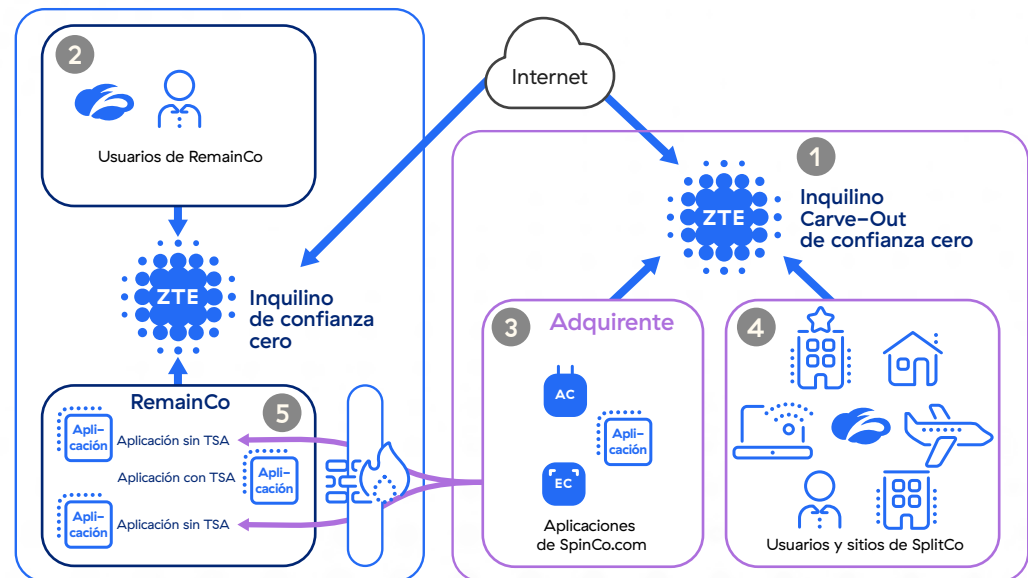 2
Usuarios de RemainCo
Internet
1
ZTE
Inquilino
Carve-Out
de confianza cero
ZTE
Inquilino
de confianza
cero
3
Adquirente
AC
Apli-
cación
EC
Aplicaciones
de SpinCo.com
4
Usuarios y sitios de SplitCo
RemainCo
5
Apli-
cación
Aplicación sin TSA
Aplicación con TSA
Apli-
cación
Apli-
cación
Aplicación sin TSA